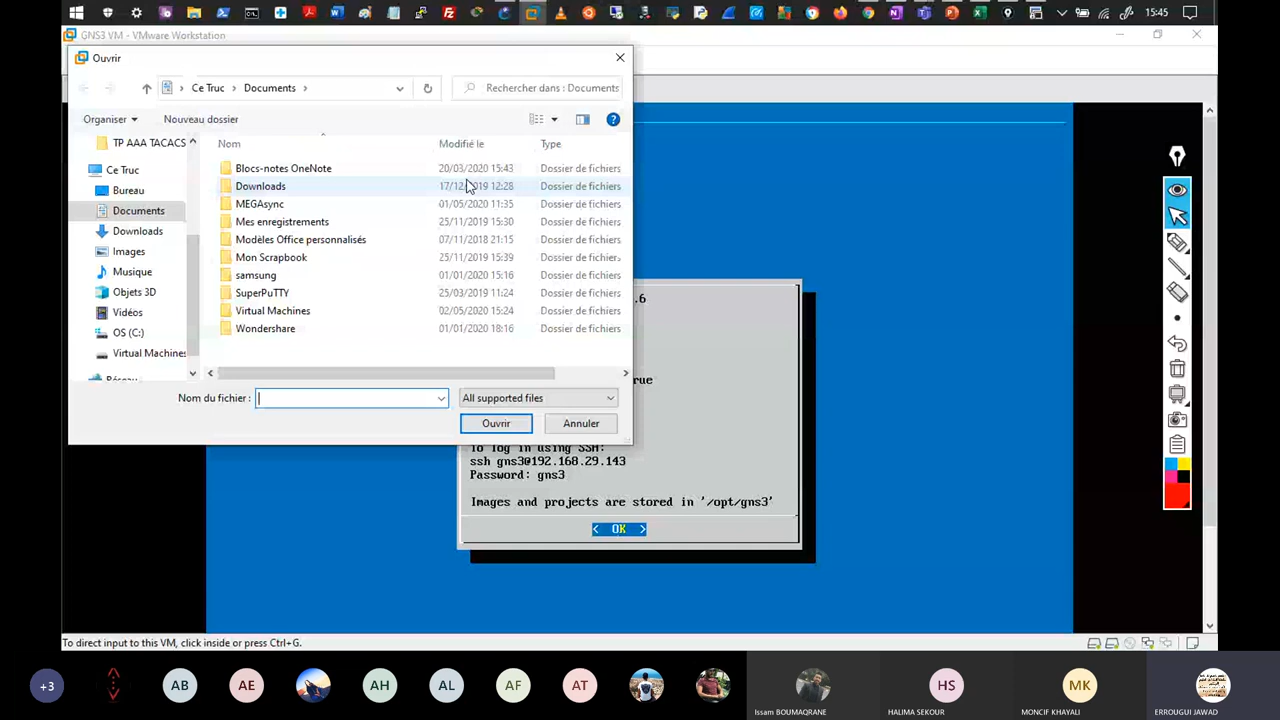 15:45
GNS3 VM - VMware Workstation
Ouvrir
Ce Truc > Documents >
Rechercher dans : Documents
Organiser
Nouveau dossier
Nom
Modifié le
Type
TP AAA TACACS
Ce Truc
Bureau
Documents
Downloads
Images
Musique
Objets 3D
Vidéos
OS (C:)
Virtual Machines
Réseau
Blocs-notes OneNote 20/03/2020 15:43 Dossier de fichiers
Downloads 17/12/2019 12:28 Dossier de fichiers
MEGAsync 01/05/2020 11:35 Dossier de fichiers
Mes enregistrements 25/11/2019 15:30 Dossier de fichiers
Modèles Office personnalisés 07/11/2018 21:15 Dossier de fichiers
Mon Scrapbook 25/11/2019 15:39 Dossier de fichiers
samsung 01/01/2020 15:16 Dossier de fichiers
SuperPuTTY 25/03/2019 11:24 Dossier de fichiers
Virtual Machines 02/05/2020 15:24 Dossier de fichiers
Wondershare 01/01/2020 18:16 Dossier de fichiers
Nom du fichier :
All supported files
Ouvrir
Annuler
.6
rue
To log in using SSH:
ssh gns3@192.168.29.143
Password: gns3
Images and projects are stored in '/opt/gns3'
< OK >
To direct input to this VM, click inside or press Ctrl+G.
+3
AB
AE
AH
AL
AF
AT
HS
MK
Issam BOUMAQRANE
HALIMA SEKOUR
MONCIF KHAYALI
ERROUGUI JAWAD